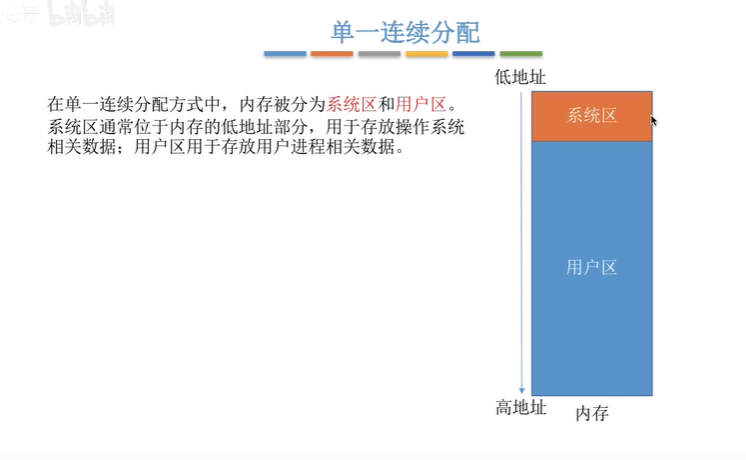 bilibili
单一连续分配
低地址
在单一连续分配方式中，内存被分为系统区和用户区。
系统区通常位于内存的低地址部分，用于存放操作系统
相关数据；用户区用于存放用户进程相关数据。
系统区
用户区
高地址
内存